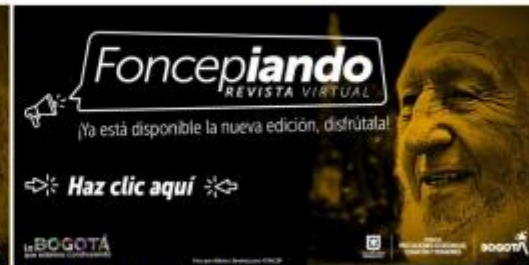 Foncepiando
REVISTA VIRTUAL
¡Ya está disponible la nueva edición, disfrútala!
Haz clic aquí
BOGOTÁ
BOGOTÁ